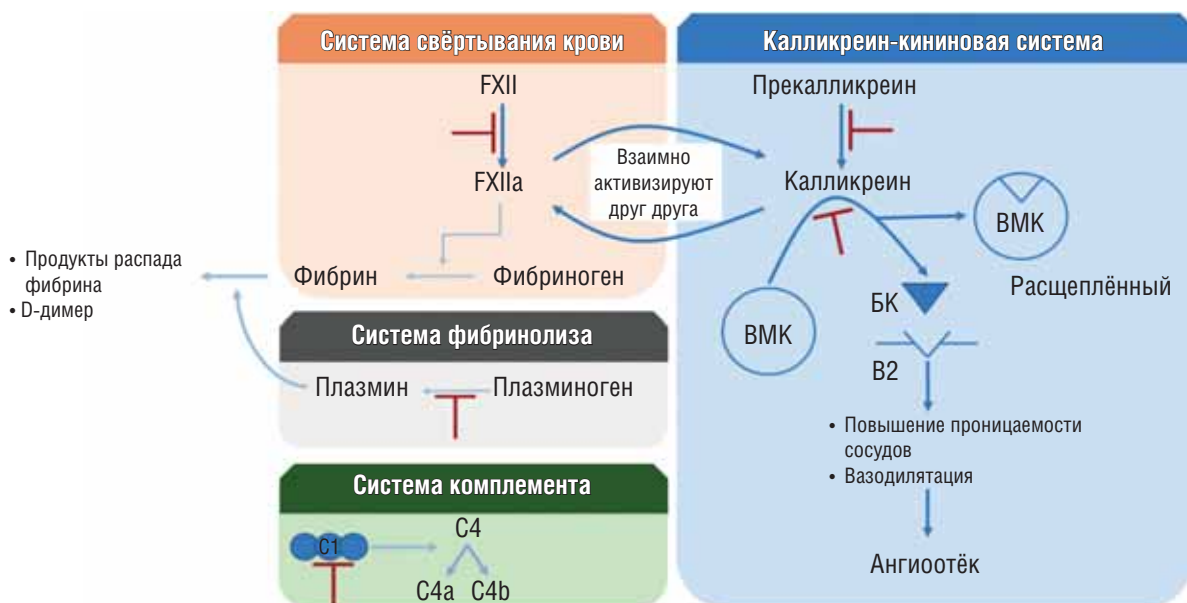 Система свёртывания крови
FXII
FXIIa
Фибрин
Фибриноген
• Продукты распада
фибрина
• D-димер
Взаимно
активизируют
друг друга
Система фибринолиза
Плазмин
Плазминоген
Система комплемента
C1
C4
C4a
C4b
Калликреин-кининовая система
Прекалликреин
Калликреин
ВМК
ВМК
Расщеплённый
БК
B2
• Повышение проницаемости
сосудов
• Вазодилятация
Ангиоотёк